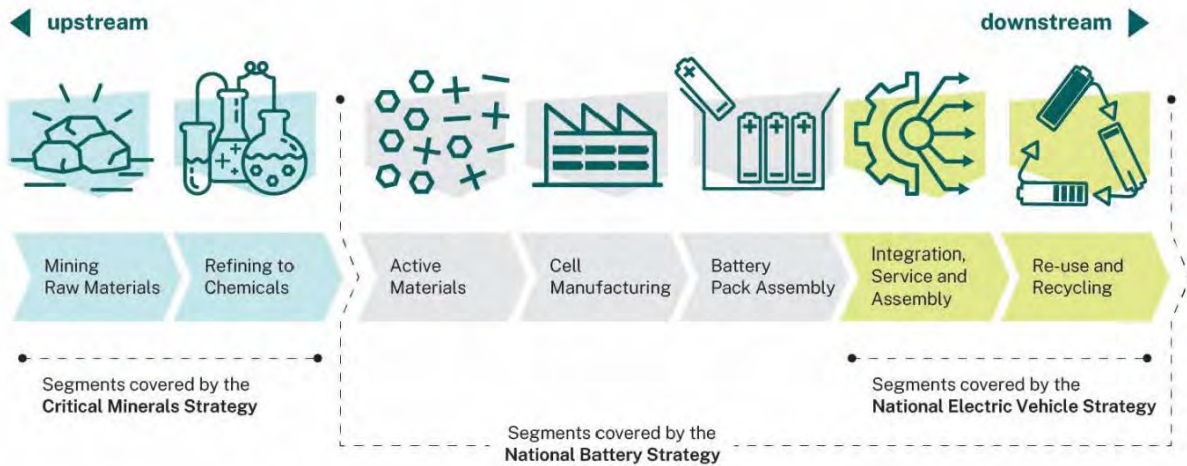 upstream
downstream
Mining
Raw Materials
Refining to
Chemicals
Active
Materials
Cell
Manufacturing
Battery
Pack Assembly
Integration,
Service and
Assembly
Re-use and
Recycling
Segments covered by the
Critical Minerals Strategy
Segments covered by the
National Electric Vehicle Strategy
Segments covered by the
National Battery Strategy